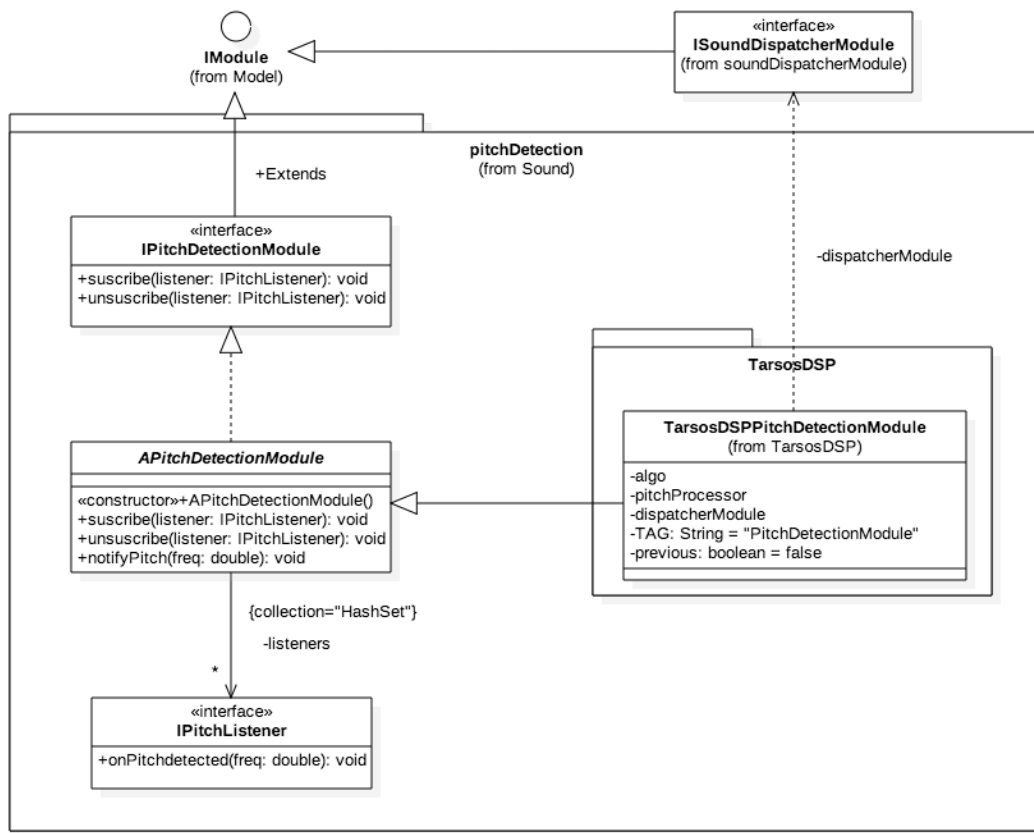 IModule
(from Model)
«interface»
ISoundDispatcherModule
(from soundDispatcherModule)
pitchDetection
(from Sound)
+Extends
«interface»
IPitchDetectionModule
+suscribe(listener: IPitchListener): void
+unsuscribe(listener: IPitchListener): void
-dispatcherModule
TarsosDSP
TarsosDSPPitchDetectionModule
(from TarsosDSP)
-algo
-pitchProcessor
-dispatcherModule
-TAG: String = "PitchDetectionModule"
-previous: boolean = false
APitchDetectionModule
«constructor»+APitchDetectionModule()
+suscribe(listener: IPitchListener): void
+unsuscribe(listener: IPitchListener): void
+notifyPitch(freq: double): void
{collection="HashSet"}
-listeners
*
«interface»
IPitchListener
+onPitchdetected(freq: double): void